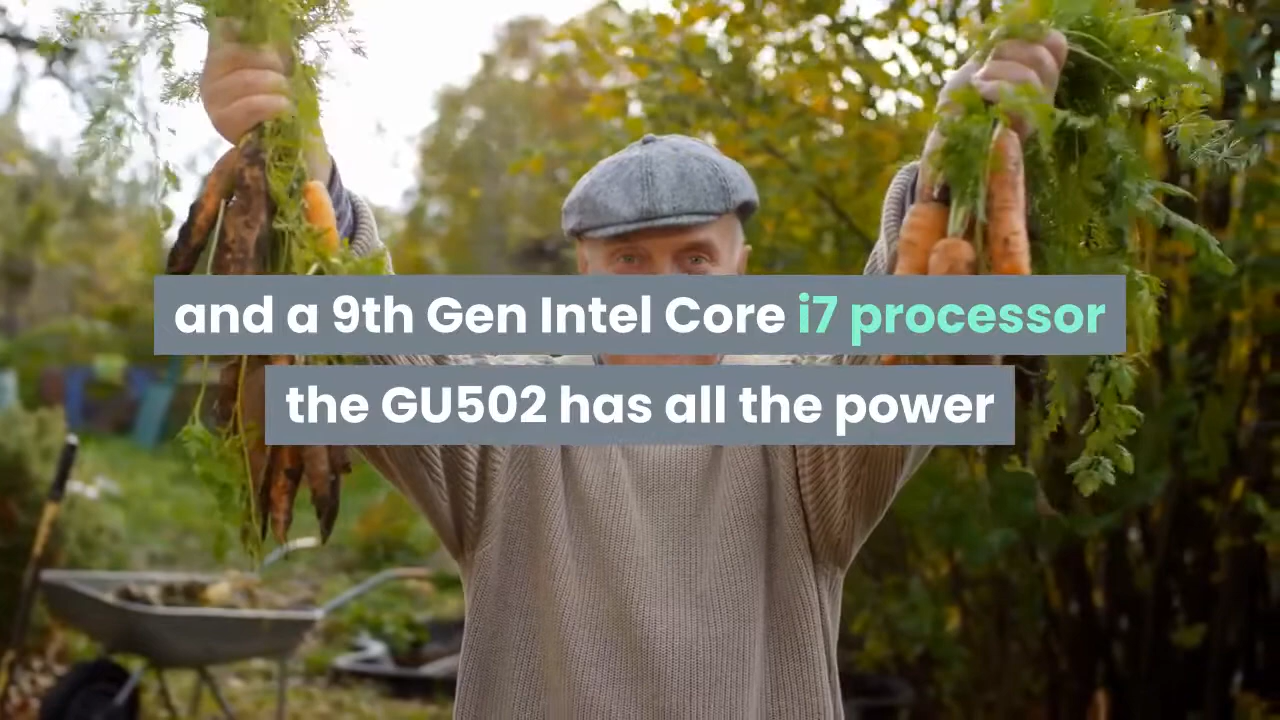 and a 9th Gen Intel Core i7 processor
the GU502 has all the power